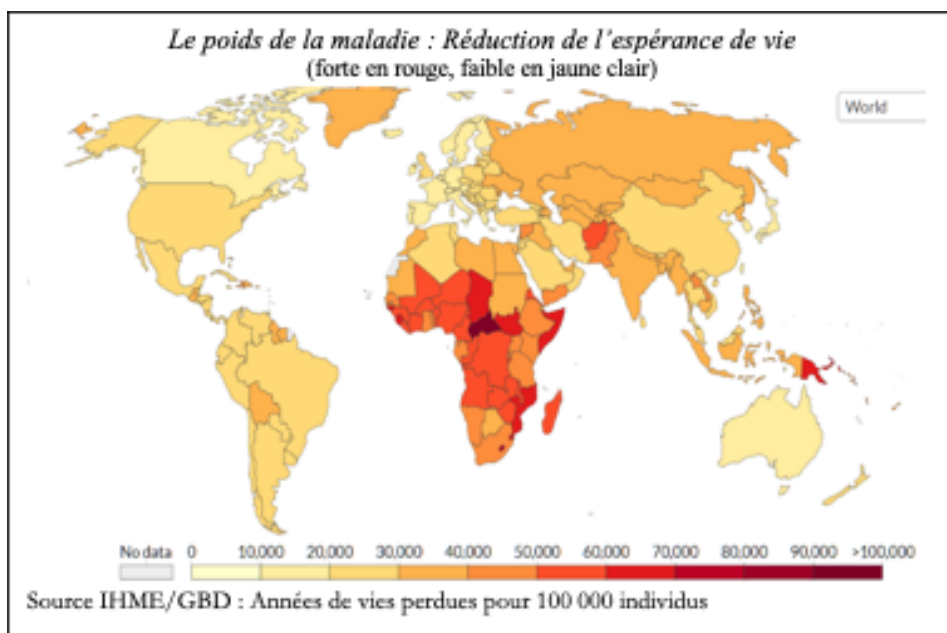 Le poids de la maladie : Réduction de l'espérance de vie
(forte en rouge, faible en jaune clair)
World
No data 0 10,000 20,000 30,000 40,000 50,000 60,000 70,000 80,000 90,000 >100,000
Source IHME/GBD : Années de vies perdues pour 100 000 individus